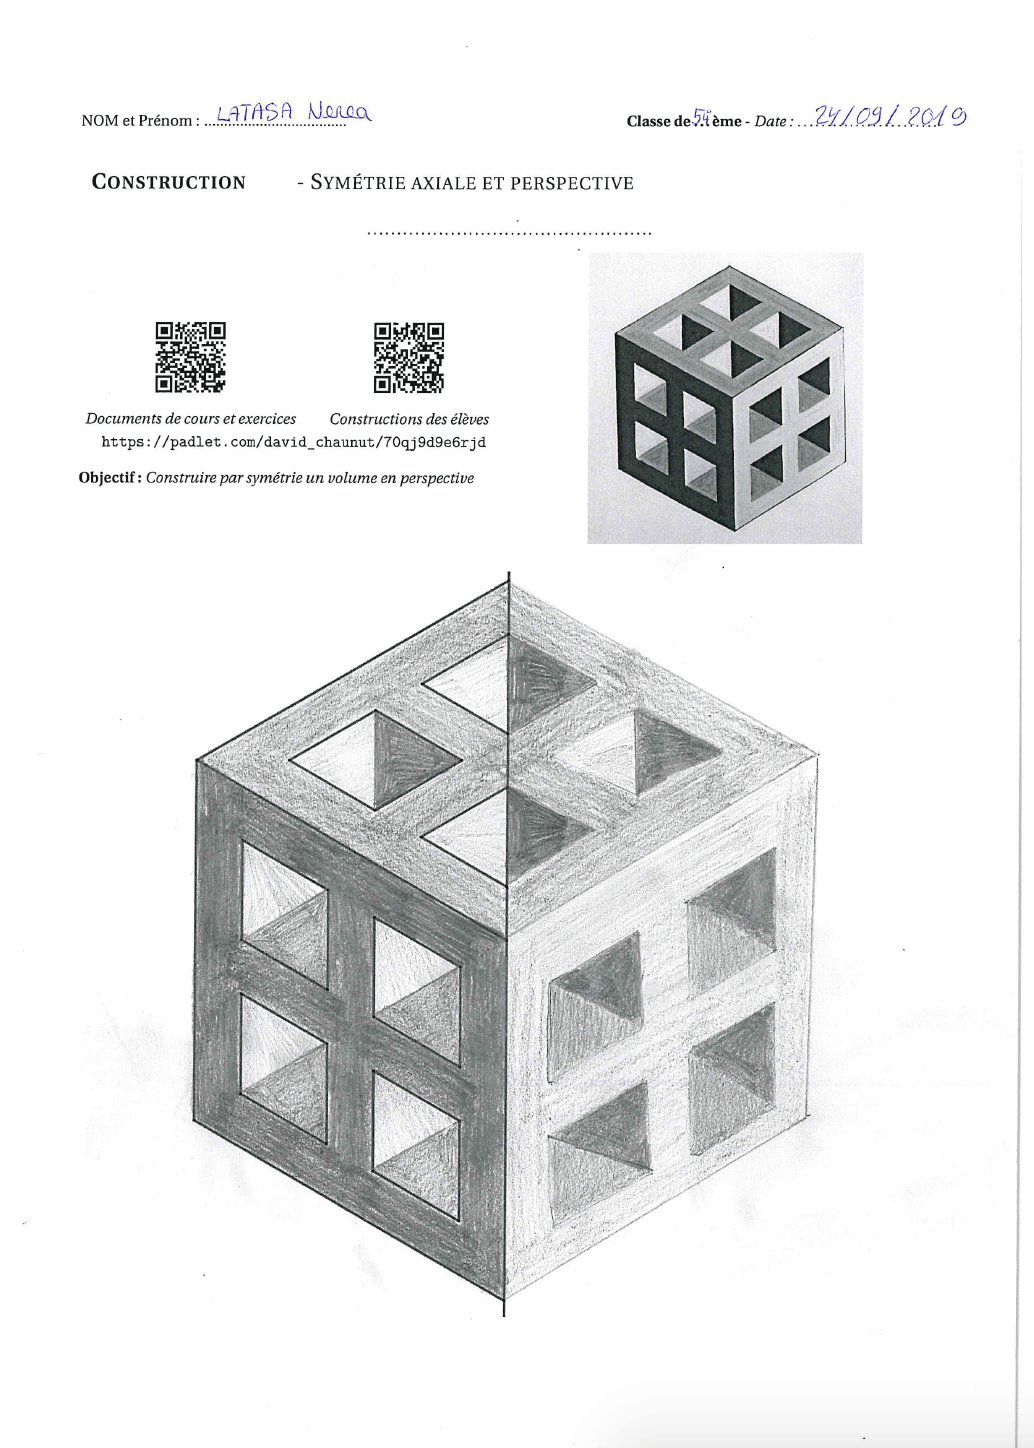 NOM et Prénom : LATASA Nerea
Classe de 5ème - Date : 24/09/2019
CONSTRUCTION - SYMÉTRIE AXIALE ET PERSPECTIVE
Documents de cours et exercices Constructions des élèves
https://padlet.com/david_chaunut/70qj9d9e6rjd
Objectif : Construire par symétrie un volume en perspective